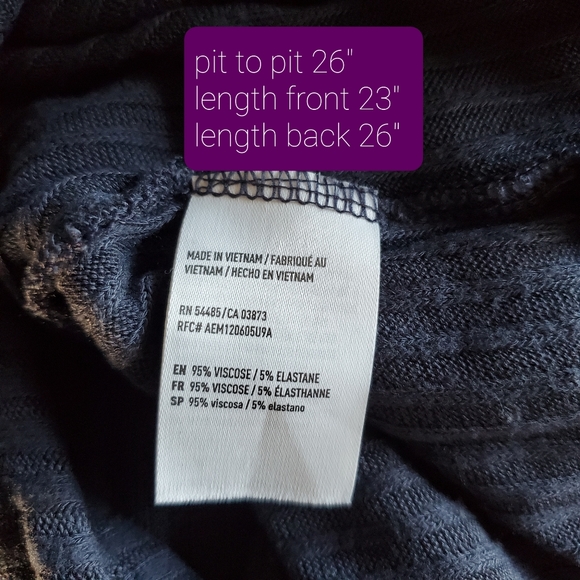 pit to pit 26"
length front 23"
length back 26"
MADE IN VIETNAM / FABRIQUÉ AU
VIETNAM / HECHO EN VIETNAM
RN 54485/CA 03873
RFC# AEM120605U9A
EN 95% VISCOSE / 5% ELASTANE
FR 95% VISCOSE / 5% ÉLASTHANNE
SP 95% viscosa / 5% elastano